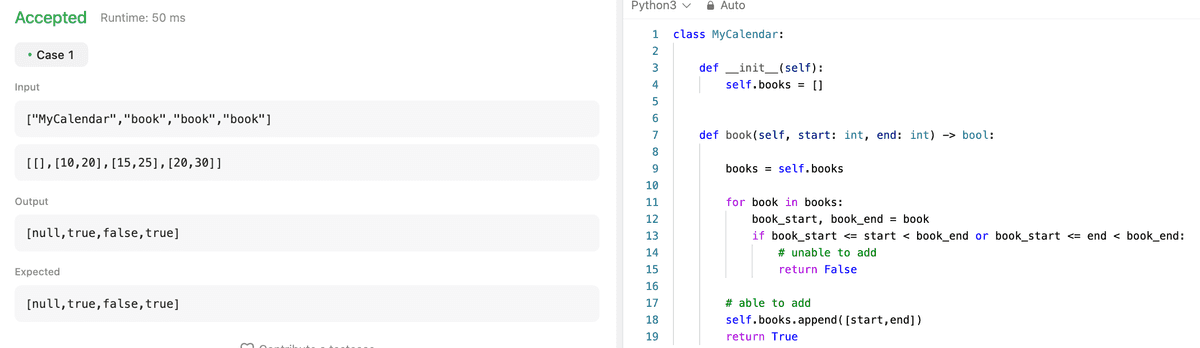 Accepted Runtime: 50 ms
• Case 1
Input
["MyCalendar","book","book","book"]
[[],[10,20],[15,25],[20,30]]
Output
[null,true,false,true]
Expected
[null,true,false,true]
Contribute a testcase
Python3 Auto
1 class MyCalendar:
2
3     def __init__(self):
4         self.books = []
5
6
7     def book(self, start: int, end: int) -> bool:
8
9         books = self.books
10
11         for book in books:
12             book_start, book_end = book
13             if book_start <= start < book_end or book_start <= end < book_end:
14                 # unable to add
15                 return False
16
17         # able to add
18         self.books.append([start,end])
19         return True